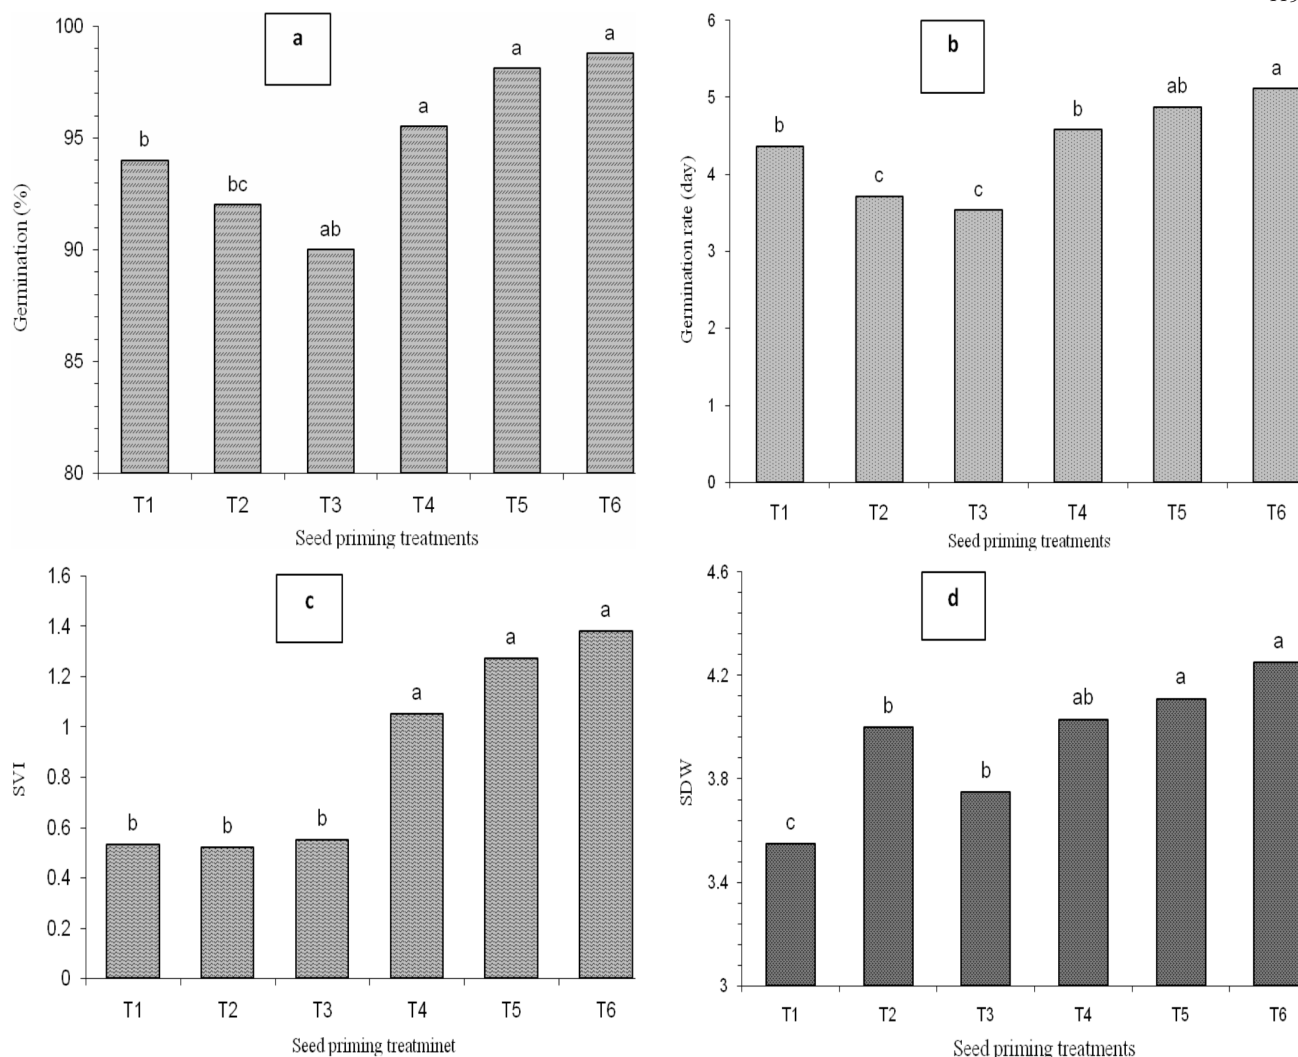 a
100
95
90
85
80
Germination (%)
b
bc
ab
a
a
a
T1 T2 T3 T4 T5 T6
Seed priming treatments
b
6
5
4
3
2
1
0
Germination rate (day)
b
c
c
b
ab
a
T1 T2 T3 T4 T5 T6
Seed priming treatments
c
1.6
1.4
1.2
1
0.8
0.6
0.4
0.2
0
SVI
b
b
b
a
a
a
T1 T2 T3 T4 T5 T6
Seed priming treatminet
d
4.6
4.2
3.8
3.4
3
SDW
c
b
b
ab
a
a
T1 T2 T3 T4 T5 T6
Seed priming treatments